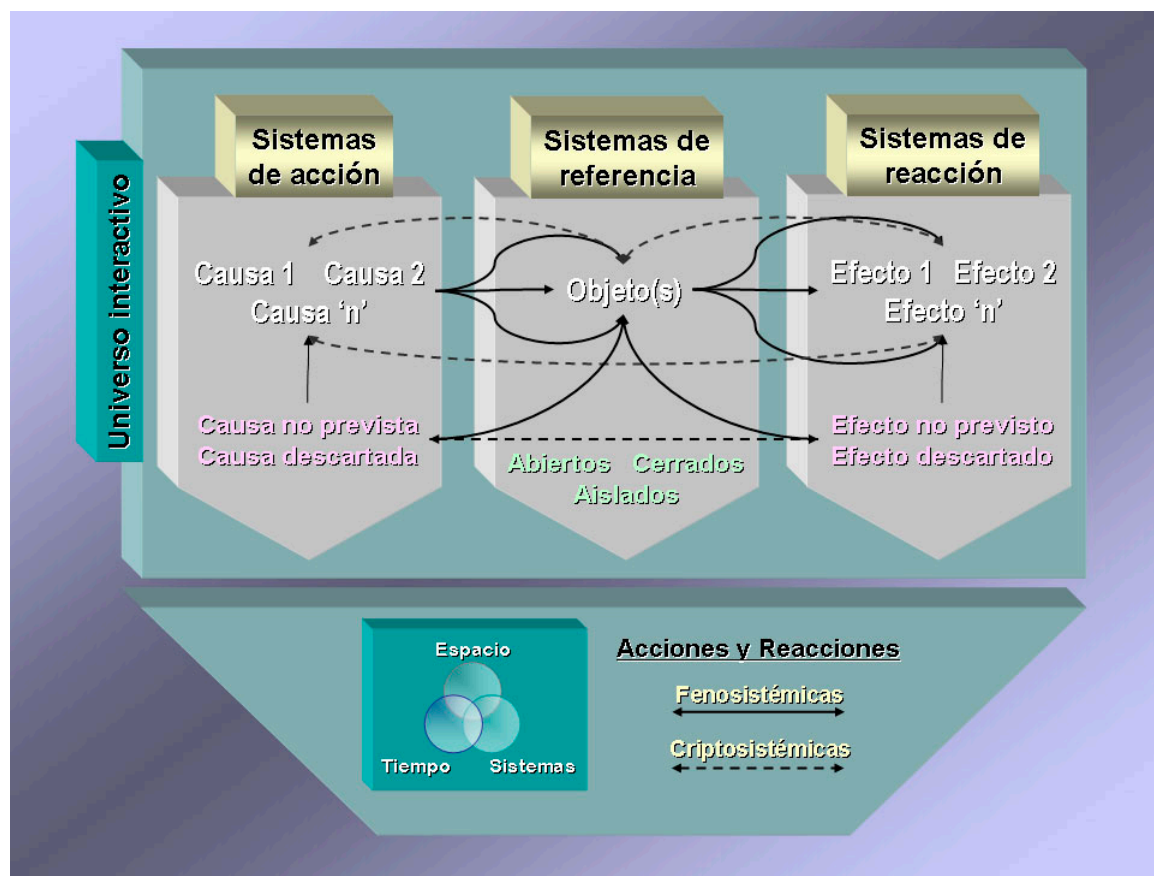 Sistemas
de acción
Sistemas de
referencia
Sistemas de
reacción
Universo interactivo
Causa 1 Causa 2
Causa ‘n’
Objeto(s)
Efecto 1 Efecto 2
Efecto ‘n’
Causa no prevista
Causa descartada
Abiertos Cerrados
Aislados
Efecto no previsto
Efecto descartado
Espacio
Tiempo Sistemas
Acciones y Reacciones
Fenosistémicas
Criptosistémicas